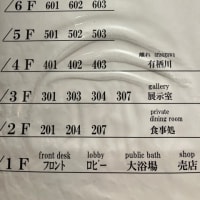 6F 601 602 603
5F 501 502 503
離れ
4F 401 402 403 有栖川
gallery
3F 301 303 304 307 展示室
private
dining room
2F 201 204 207 食事処
front desk lobby public bath shop
1F フロント ロビー 大浴場 売店